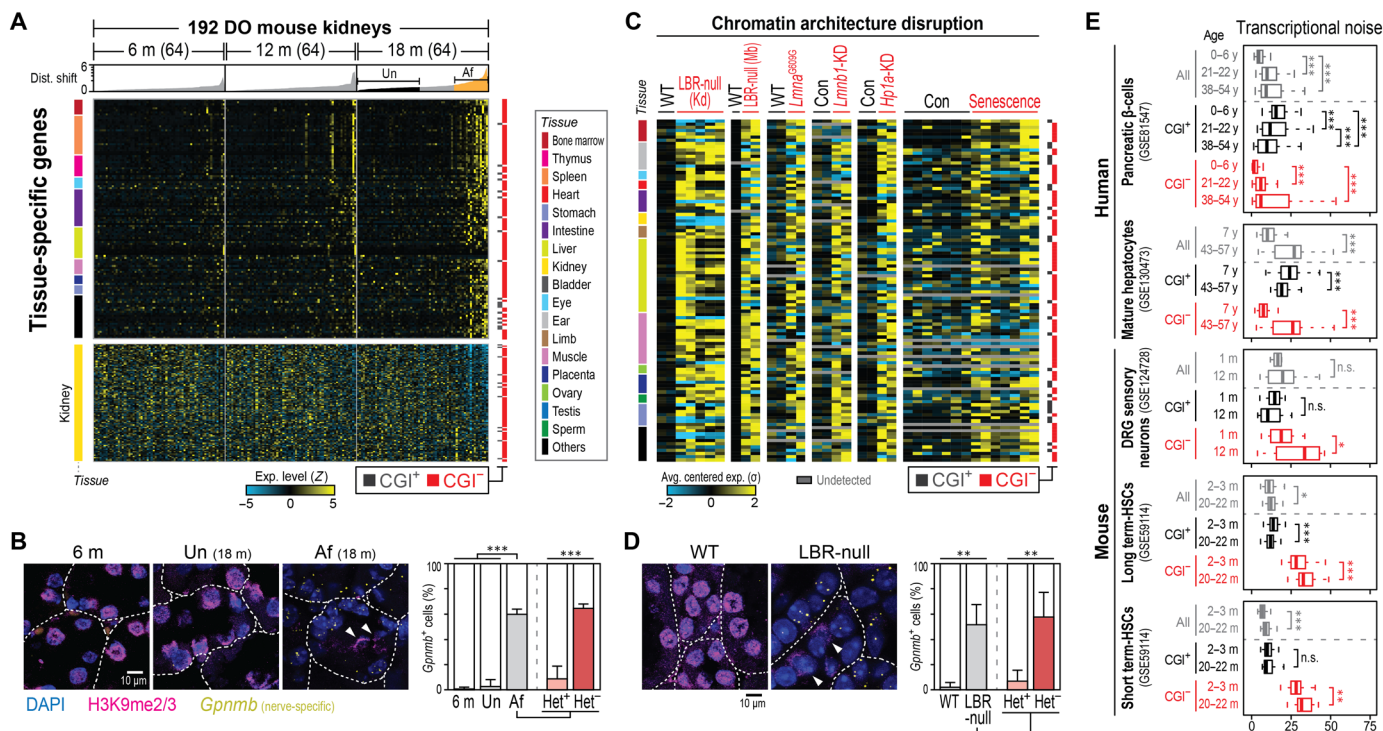 A
192 DO mouse kidneys
6 m (64)
12 m (64)
18 m (64)
Dist. shift
6
0
Un
Af
Tissue-specific genes
Kidney
Tissue
Exp. level (Z)
−5
0
5
CGI+
CGI−
Tissue
Bone marrow
Thymus
Spleen
Heart
Stomach
Intestine
Liver
Kidney
Bladder
Eye
Ear
Limb
Muscle
Placenta
Ovary
Testis
Sperm
Others
B
6 m
Un (18 m)
Af (18 m)
10 µm
DAPI
H3K9me2/3
Gpnmb (nerve-specific)
***
***
Gpnmb+ cells (%)
100
0
6 m
Un
Af
Het+
Het−
C
Chromatin architecture disruption
Tissue
WT
LBR-null (Kd)
WT
LBR-null (Mb)
WT
LmnaG609G
Con
Lmnb1-KD
Con
Hp1a-KD
Con
Senescence
Avg. centered exp. (σ)
−2
0
2
Undetected
CGI+
CGI−
D
WT
LBR-null
10 µm
**
**
Gpnmb+ cells (%)
100
0
WT
LBR
-null
Het+
Het−
E
Age
Transcriptional noise
Human
Pancreatic β-cells
(GSE81547)
All
0–6 y
21–22 y
38–54 y
***
***
CGI+
0–6 y
21–22 y
38–54 y
***
***
***
CGI−
0–6 y
21–22 y
38–54 y
***
***
Mature hepatocytes
(GSE130473)
All
7 y
43–57 y
***
CGI+
7 y
43–57 y
***
CGI−
7 y
43–57 y
***
Mouse
DRG sensory
neurons (GSE124728)
All
1 m
12 m
n.s.
CGI+
1 m
12 m
n.s.
CGI−
1 m
12 m
*
Long term-HSCs
(GSE59114)
All
2–3 m
20–22 m
*
CGI+
2–3 m
20–22 m
***
CGI−
2–3 m
20–22 m
***
Short term-HSCs
(GSE59114)
All
2–3 m
20–22 m
***
CGI+
2–3 m
20–22 m
n.s.
CGI−
2–3 m
20–22 m
**
0
25
50
75